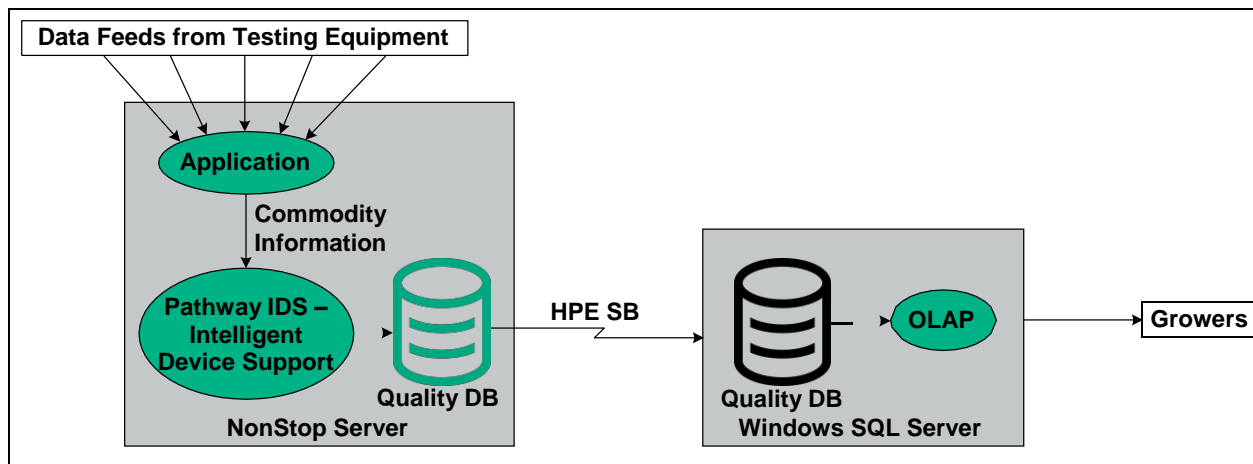 Data Feeds from Testing Equipment
Application
Commodity
Information
Pathway IDS –
Intelligent
Device Support
Quality DB
NonStop Server
HPE SB
Quality DB
Windows SQL Server
OLAP
Growers